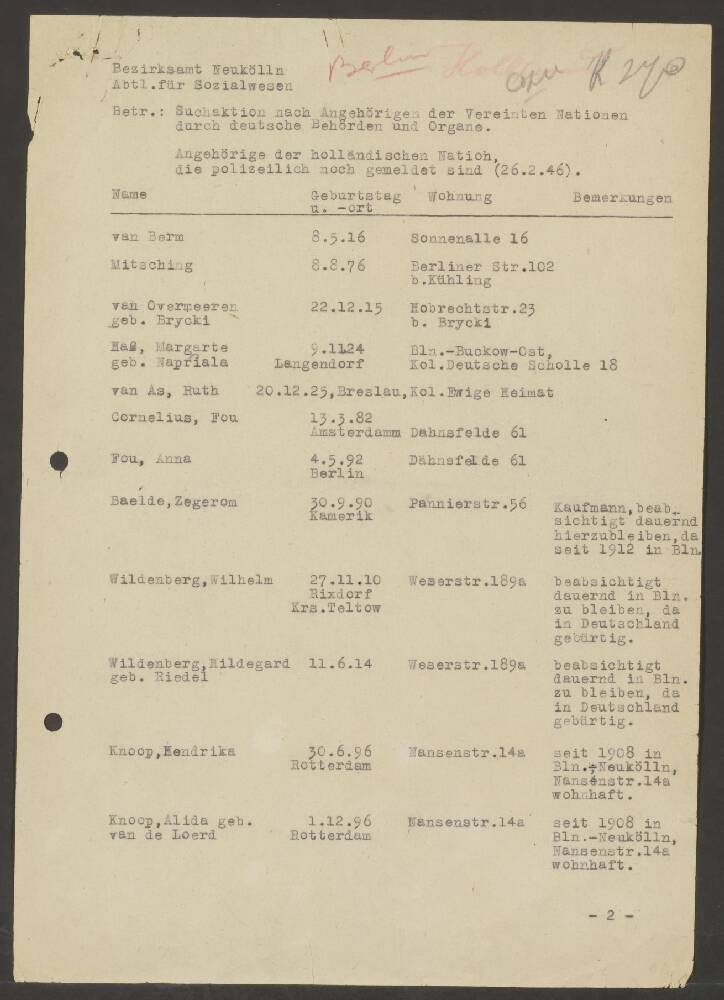 Berlin
K 270
Bezirksamt Neukölln
Abtl.für Sozialwesen
Betr.: Suchaktion nach Angehörigen der Vereinten Nationen
durch deutsche Behörden und Organe.
Angehörige der holländischen Nation,
die polizeilich noch gemeldet sind (26.2.46).
Name Geburtstag Wohnung Bemerkungen
u. -ort
van Berm 8.5.16 Sonnenalle 16
Mitsching 8.8.76 Berliner Str.102
b.Kühling
van Overmeeren 22.12.15 Hobrechtstr.23
geb. Brycki b. Brycki
Haß, Margarte 9.1124 Bln.-Buckow-Ost,
geb. Napriala Langendorf Kol.Deutsche Scholle 18
van As, Ruth 20.12.25,Breslau,Kol.Ewige Heimat
Cornelius, Fou 13.3.82
Amsterdamm Dahnsfelde 61
Fou, Anna 4.5.92 Dähnsfelde 61
Berlin
Baelde,Zegerom 30.9.90 Pannierstr.56 Kaufmann,beab_
Kamerik sichtigt dauernd
hierzubleiben,da
seit 1912 in Bln.
Wildenberg,Wilhelm 27.11.10 Weserstr.189a beabsichtigt
Rixdorf dauernd in Bln.
Krs.Teltow zu bleiben, da
in Deutschland
gebürtig.
Wildenberg,Hildegard 11.6.14 Weserstr.189a beabsichtigt
geb. Riedel dauernd in Bln.
zu bleiben, da
in Deutschland
gebürtig.
Knoop,Hendrika 30.6.96 Nansenstr.14a seit 1908 in
Rotterdam Bln.-Neukölln,
Nansenstr.14a
wohnhaft.
Knoop,Alida geb. 1.12.96 Nansenstr.14a seit 1908 in
van de Loerd Rotterdam Bln.-Neukölln,
Nansenstr.14a
wohnhaft.
- 2 -